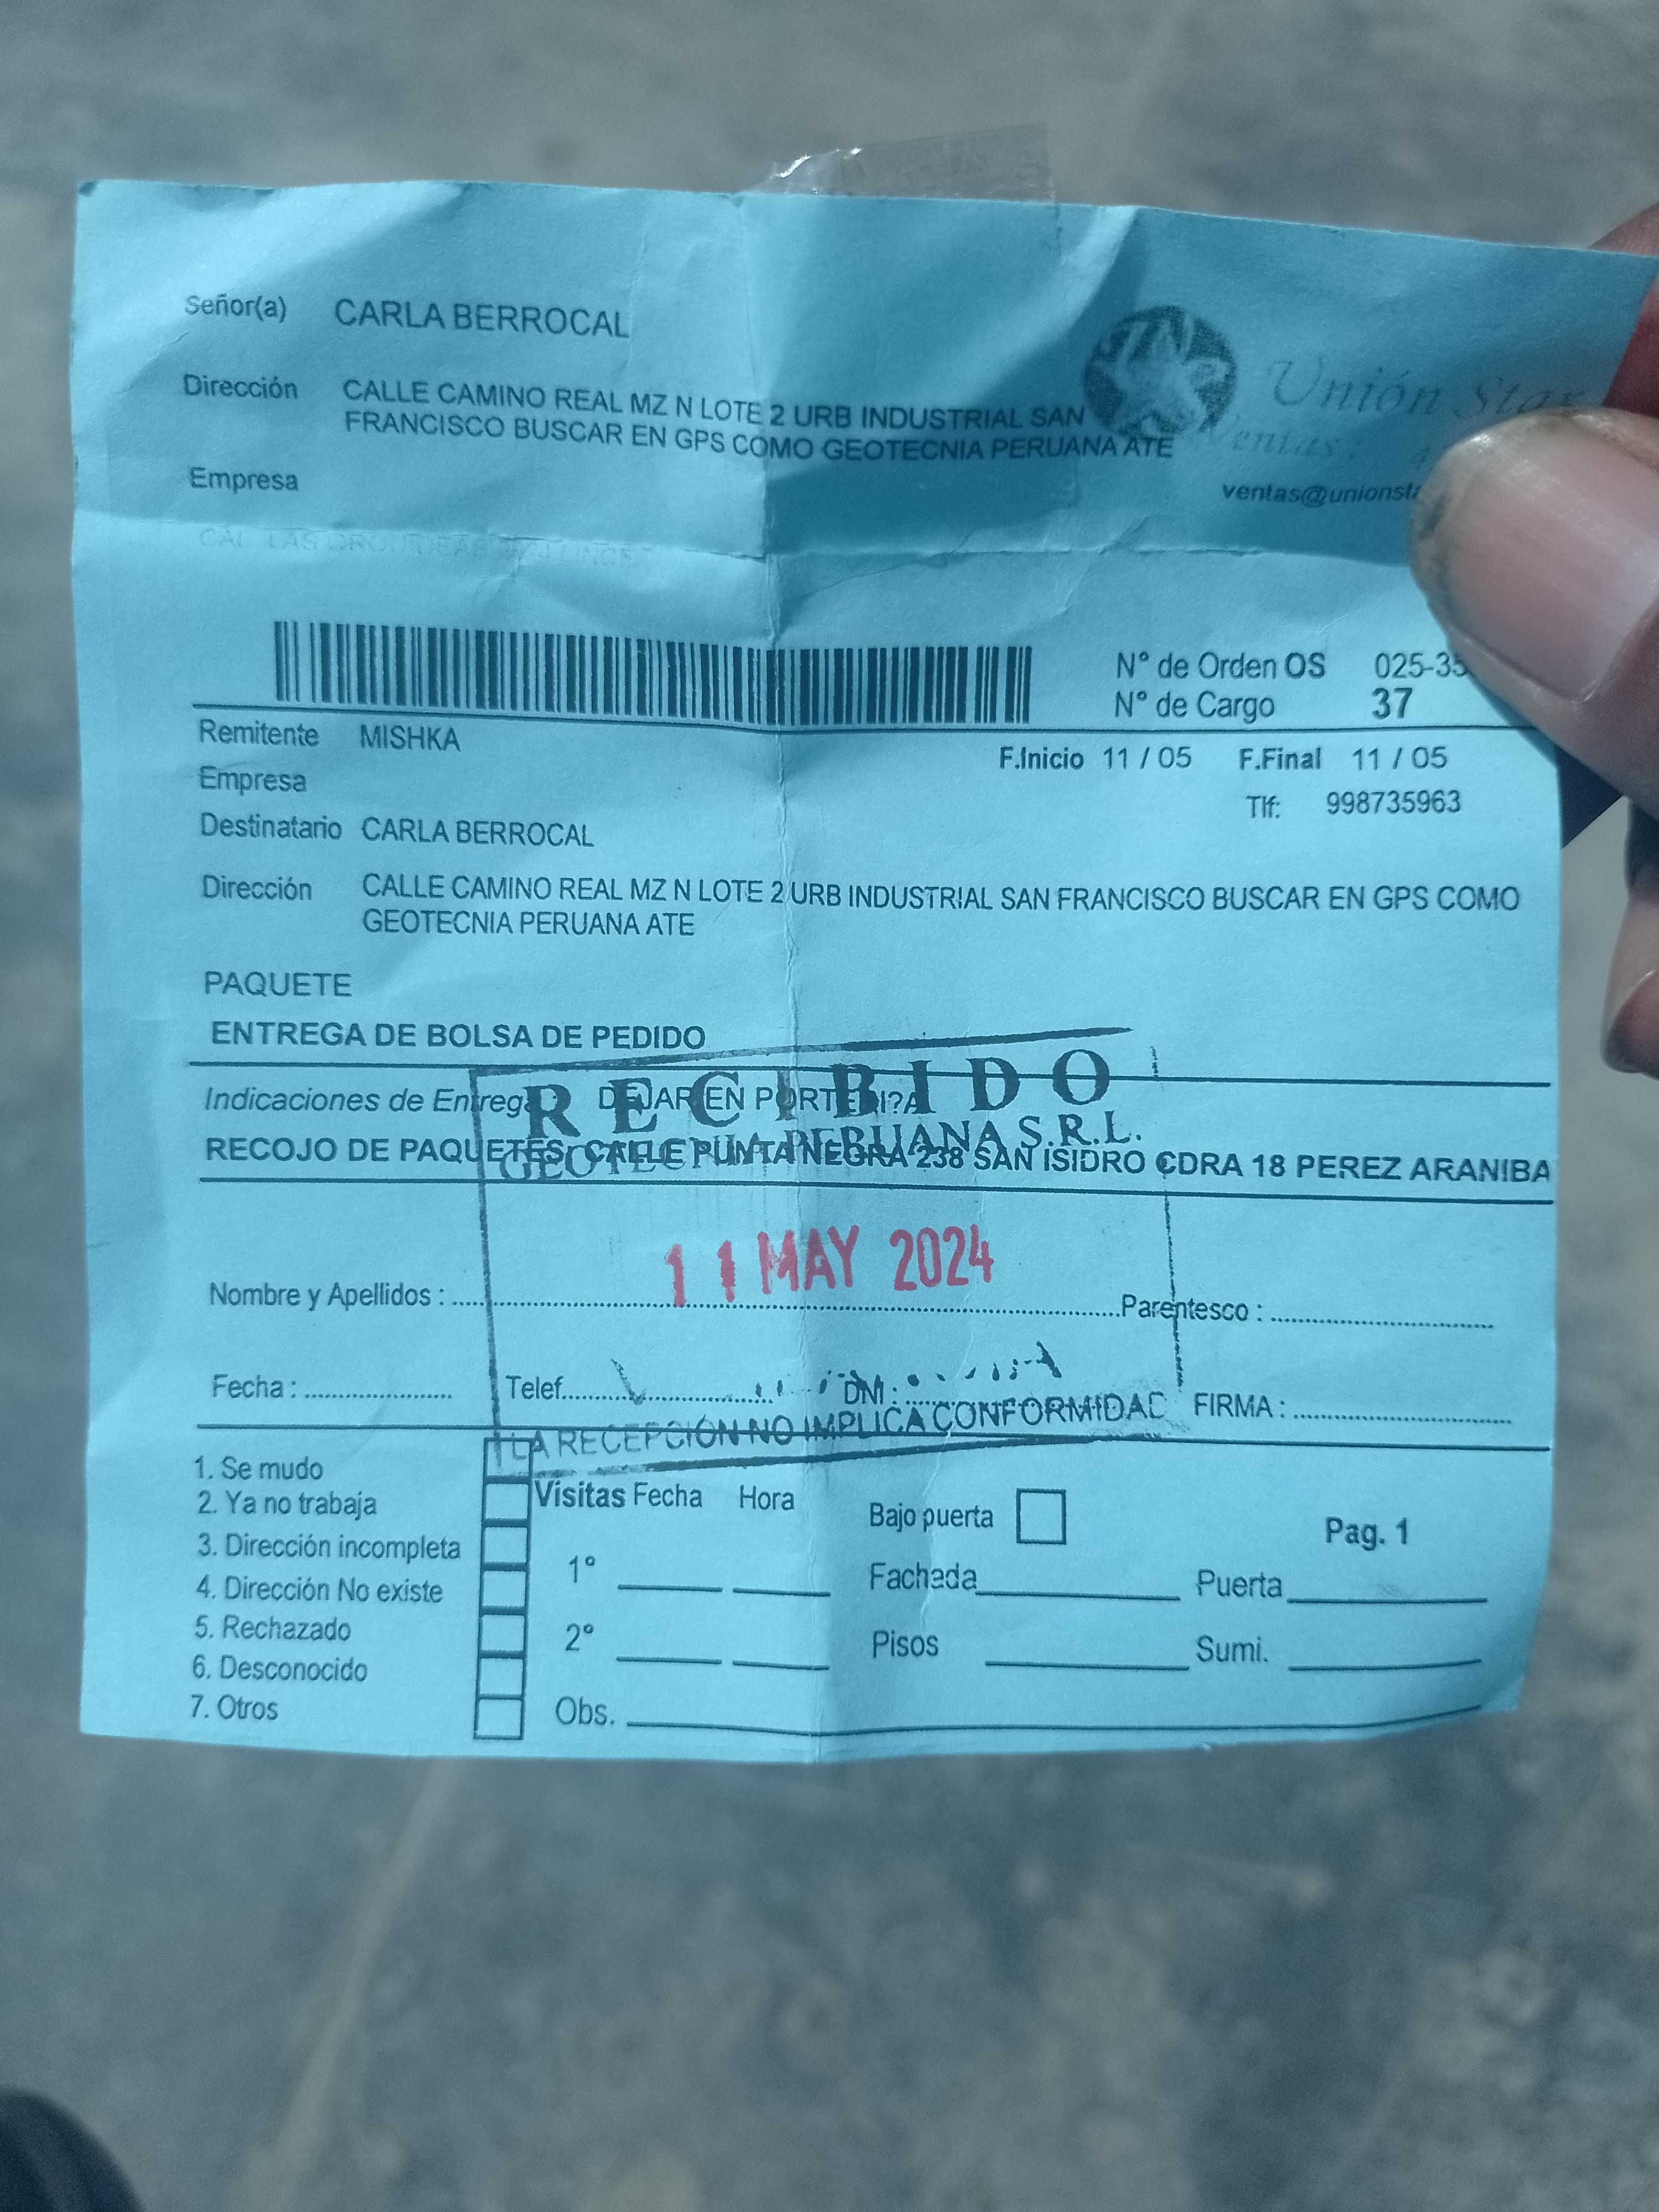 Señor(a) CARLA BERROCAL
Dirección CALLE CAMINO REAL MZ N LOTE 2 URB INDUSTRIAL SAN
FRANCISCO BUSCAR EN GPS COMO GEOTECNIA PERUANA ATE
Unión Star
Ventas:
Empresa
ventas@unionsta
N° de Orden OS 025-35
N° de Cargo 37
Remitente MISHKA
F.Inicio 11 / 05 F.Final 11 / 05
Empresa
Tlf: 998735963
Destinatario CARLA BERROCAL
Dirección CALLE CAMINO REAL MZ N LOTE 2 URB INDUSTRIAL SAN FRANCISCO BUSCAR EN GPS COMO
GEOTECNIA PERUANA ATE
PAQUETE
ENTREGA DE BOLSA DE PEDIDO
RECIBIDO
Indicaciones de Entrega DEJAR EN PORTERI?A
GEOTECNIA PERUANA S.R.L.
RECOJO DE PAQUETES: CALLE PUNTA NEGRA 238 SAN ISIDRO CDRA 18 PEREZ ARANIBA
11 MAY 2024
Nombre y Apellidos : Parentesco :
Fecha : Telef. DNI : FIRMA :
LA RECEPCIÓN NO IMPLICA CONFORMIDAD
1. Se mudo
2. Ya no trabaja
3. Dirección incompleta
4. Dirección No existe
5. Rechazado
6. Desconocido
7. Otros
Visitas Fecha Hora
1°
2°
Obs.
Bajo puerta
Pag. 1
Fachada Puerta
Pisos Sumi.